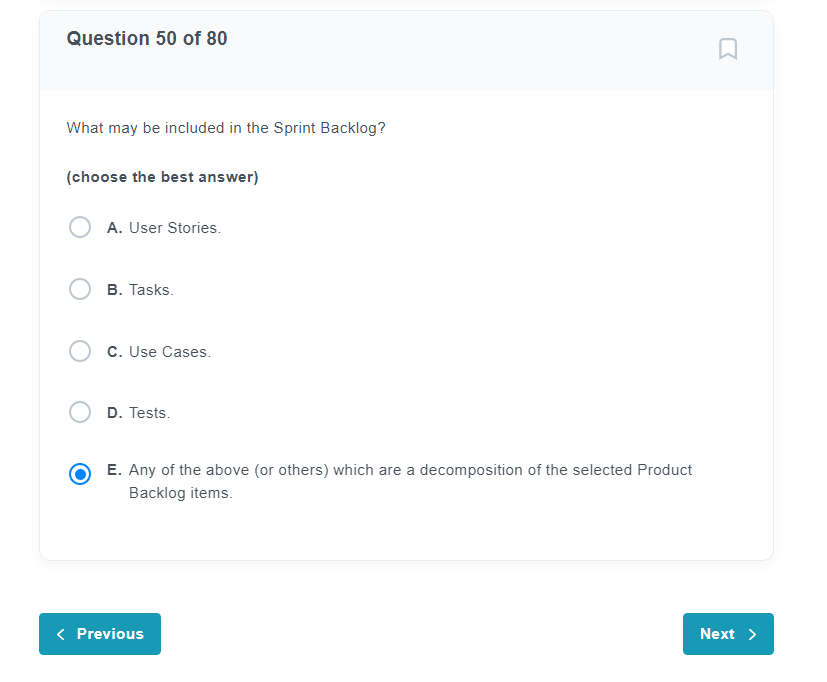 Question 50 of 80
What may be included in the Sprint Backlog?
(choose the best answer)
A. User Stories.
B. Tasks.
C. Use Cases.
D. Tests.
E. Any of the above (or others) which are a decomposition of the selected Product
Backlog items.
Previous
Next